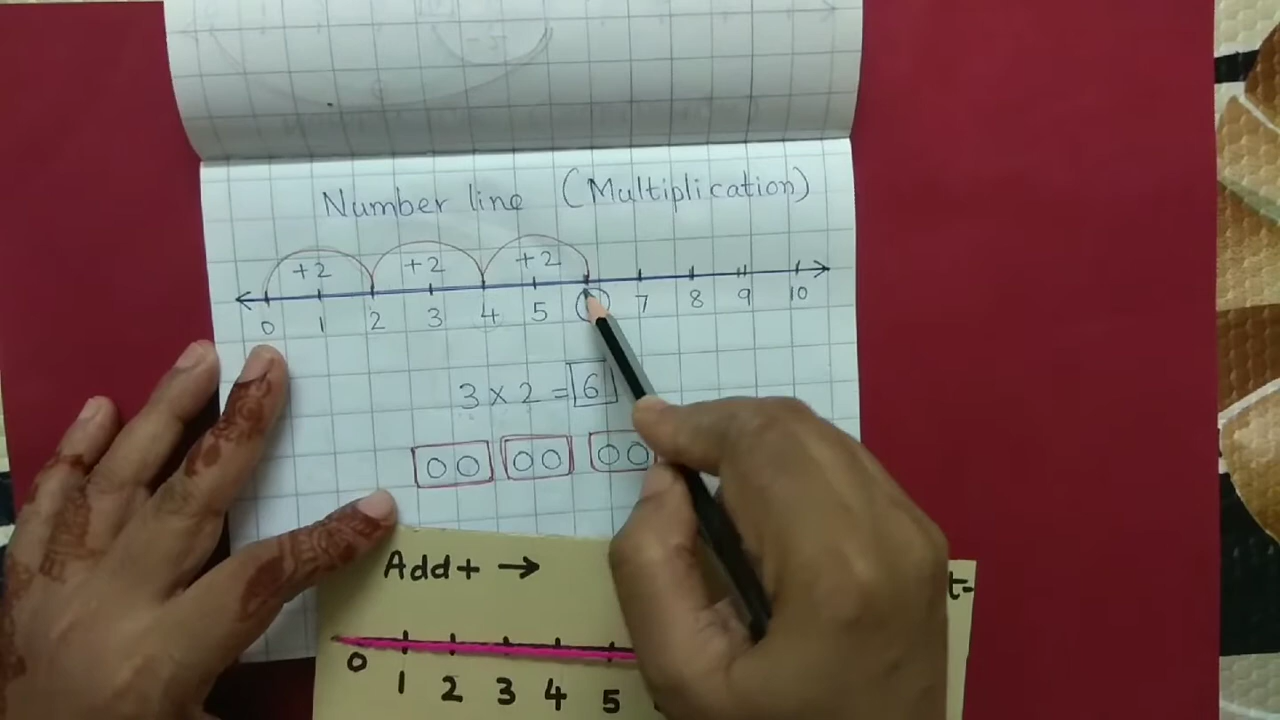 Number line (Multiplication)
+2 +2 +2
0 1 2 3 4 5 7 8 9 10
3 × 2 = 6
Add+ →
t-
0 1 2 3 4 5